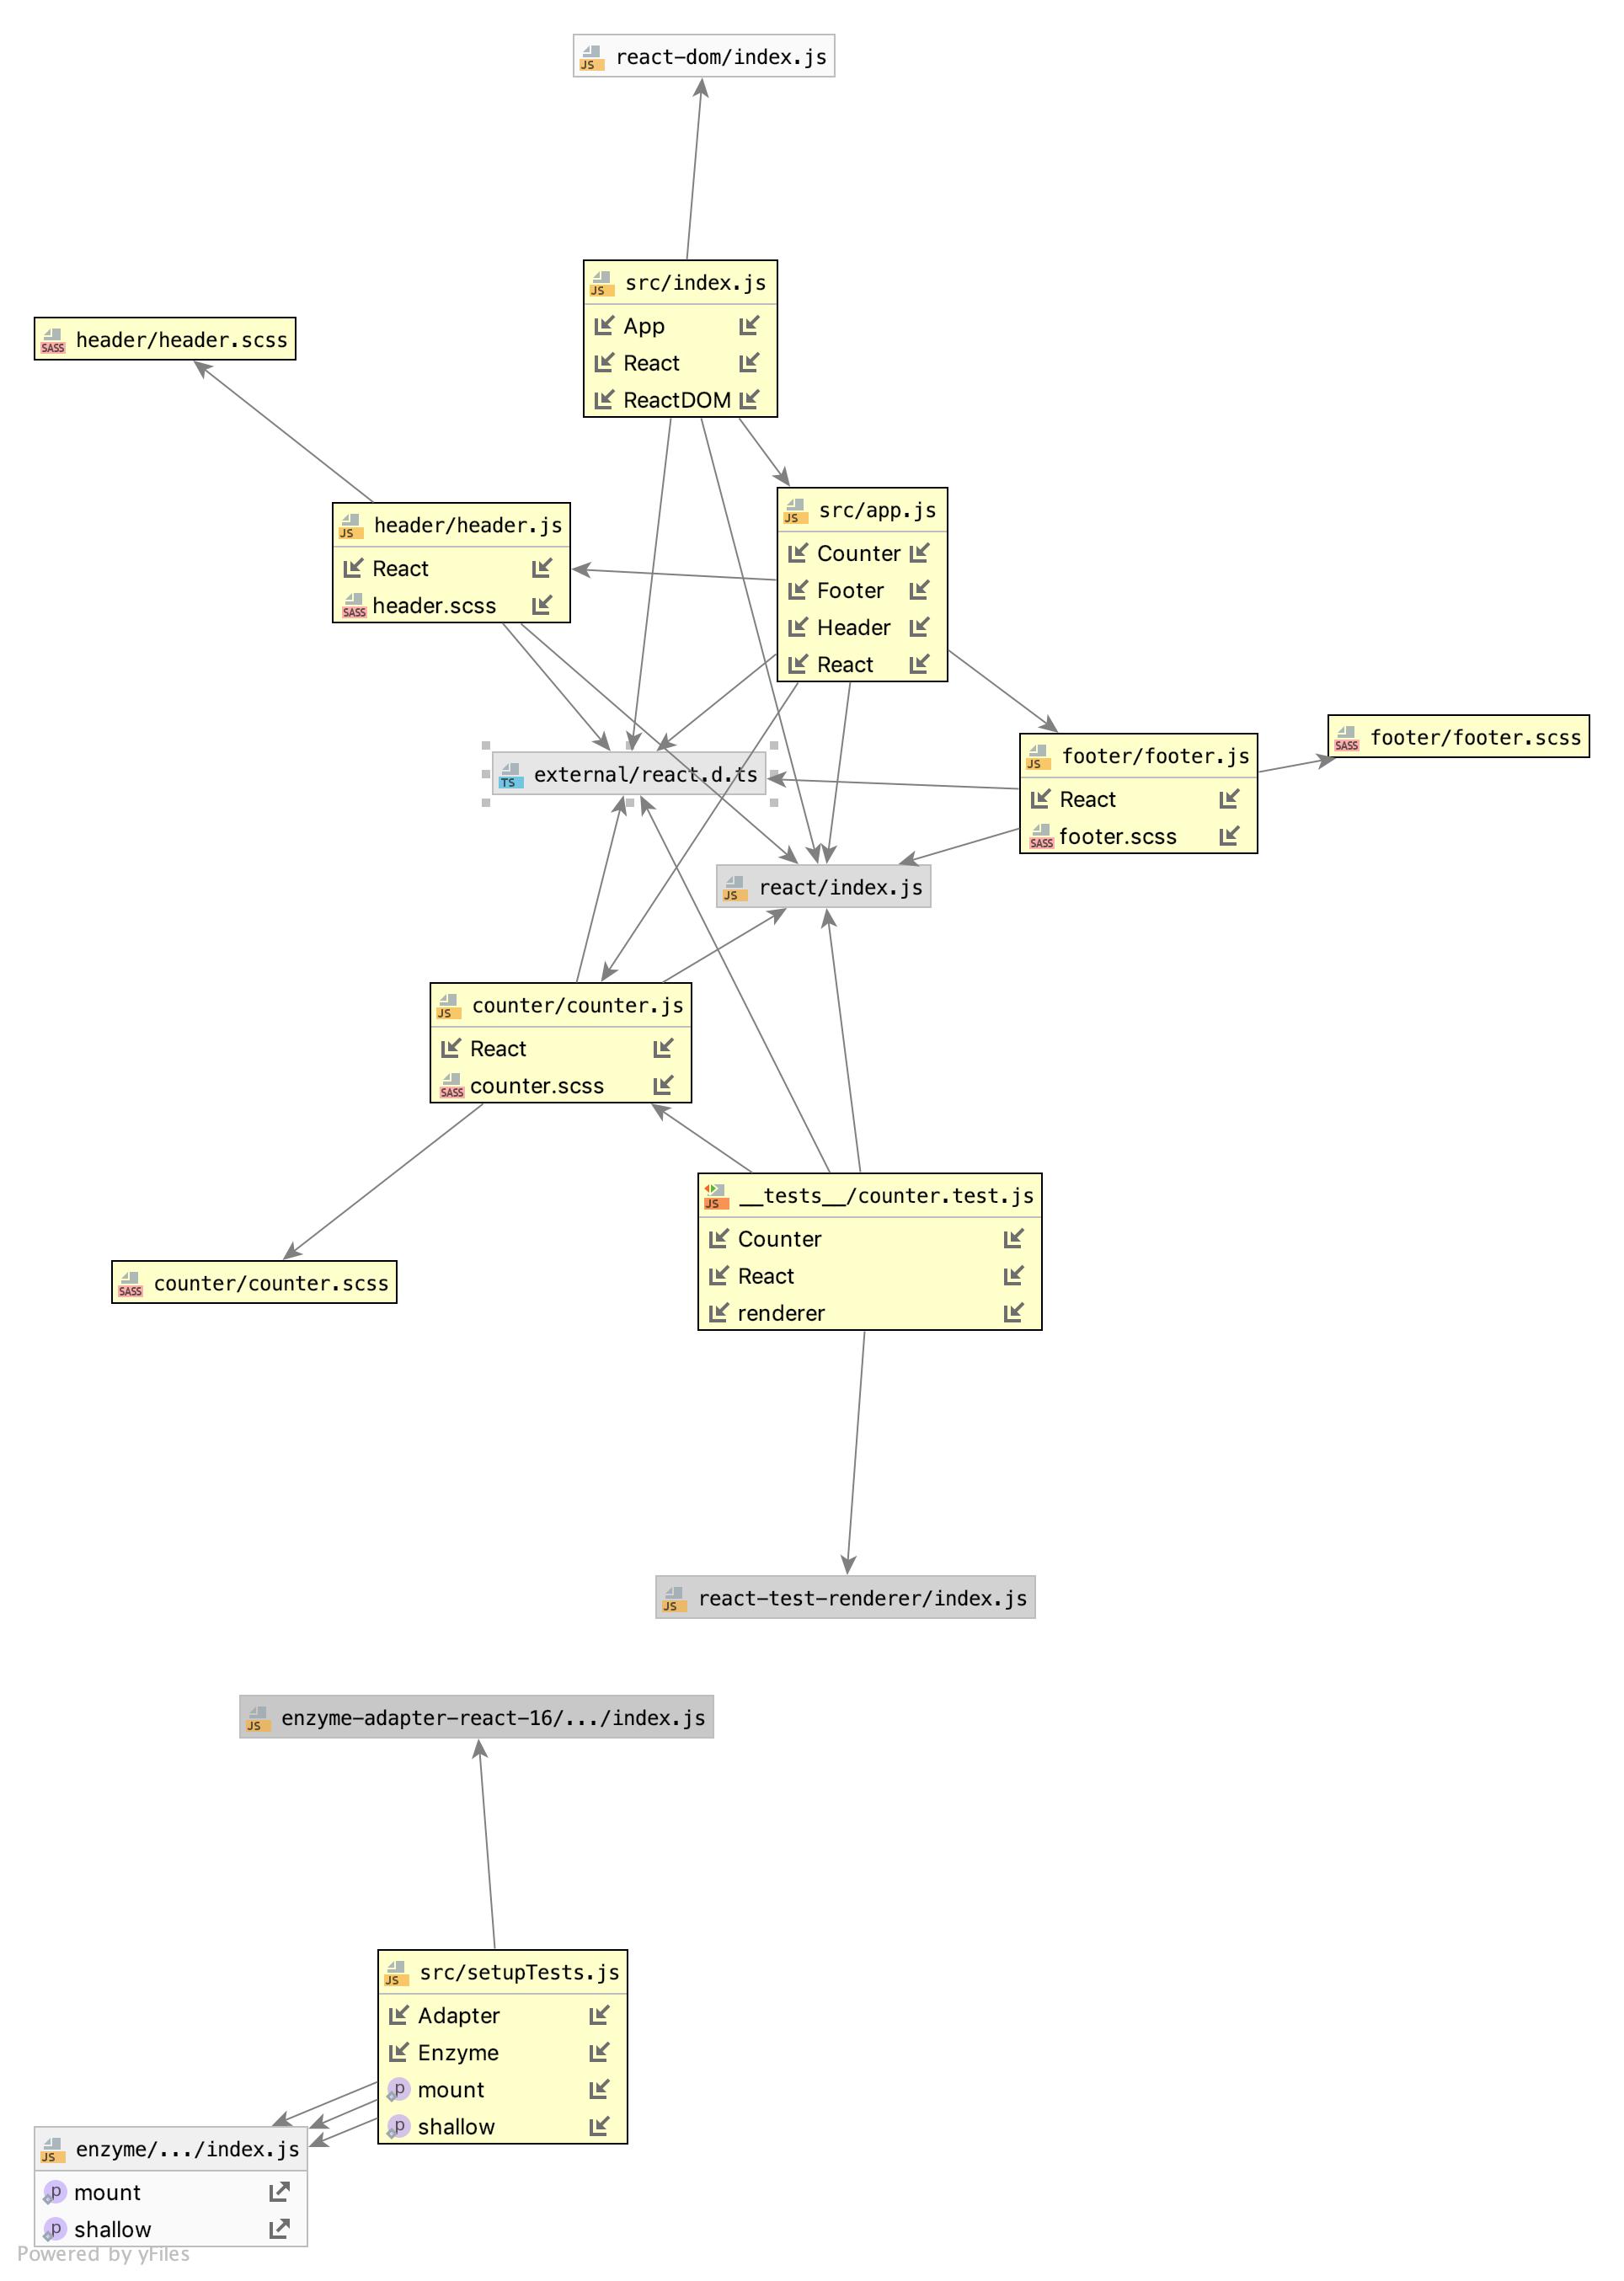 JS react-dom/index.js
JS src/index.js
App
React
ReactDOM
SASS header/header.scss
JS header/header.js
React
SASS header.scss
JS src/app.js
Counter
Footer
Header
React
SASS footer/footer.scss
JS footer/footer.js
React
SASS footer.scss
TS external/react.d.ts
JS react/index.js
JS counter/counter.js
React
SASS counter.scss
JS __tests__/counter.test.js
Counter
React
renderer
SASS counter/counter.scss
JS react-test-renderer/index.js
JS enzyme-adapter-react-16/.../index.js
JS src/setupTests.js
Adapter
Enzyme
p mount
p shallow
JS enzyme/.../index.js
p mount
p shallow
Powered by yFiles